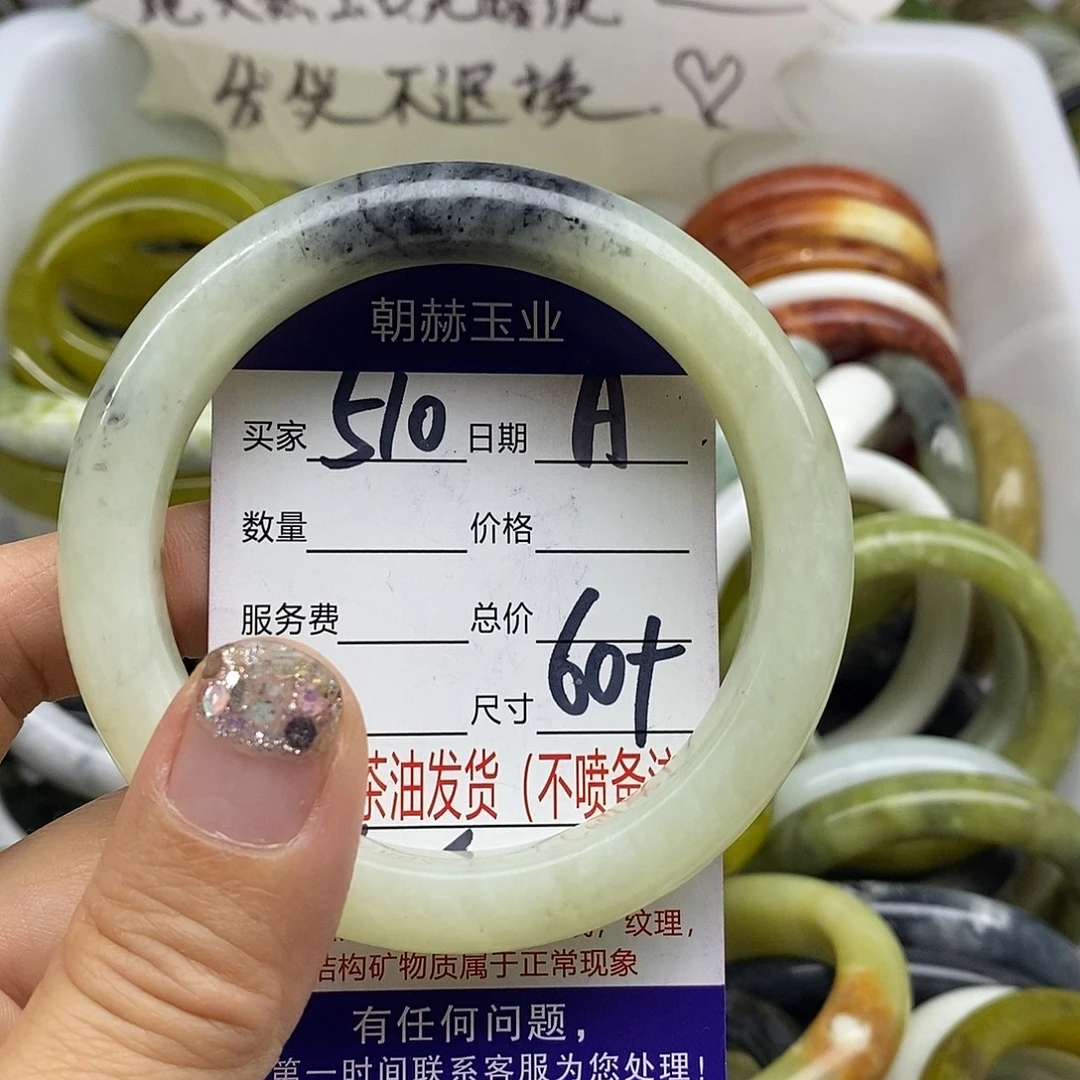 不退换
朝赫玉业
买家 510 日期 A
数量 价格
服务费 总价
尺寸 60+
茶油发货（不喷备注
纹理，
结构矿物质属于正常现象
有任何问题，
第一时间联系客服为您处理！